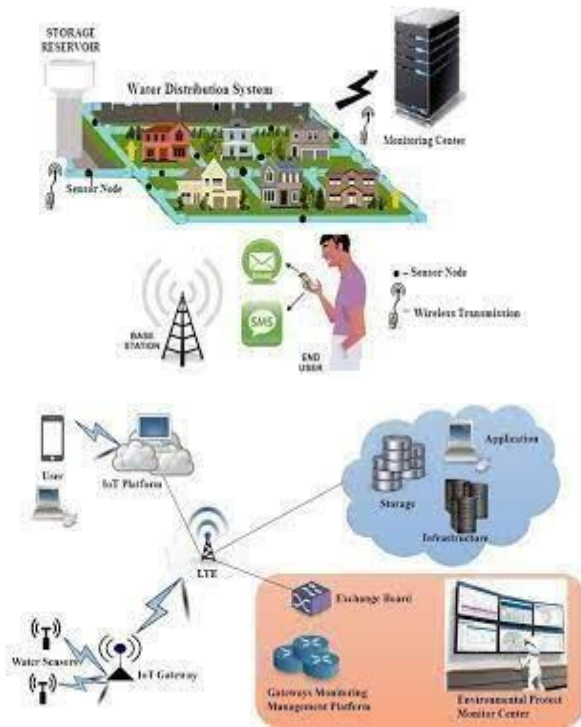 STORAGE
RESERVOIR
Water Distribution System
Monitoring Center
Sensor Node
Email
SMS
BASE
STATION
END
USER
- Sensor Node
= Wireless Transmission
User
IoT Platform
Application
Storage
Infrastructure
LTE
Exchange Board
Water Sensors
IoT Gateway
Gateways Monitoring
Management Platform
Environmental Protect
Monitor Center